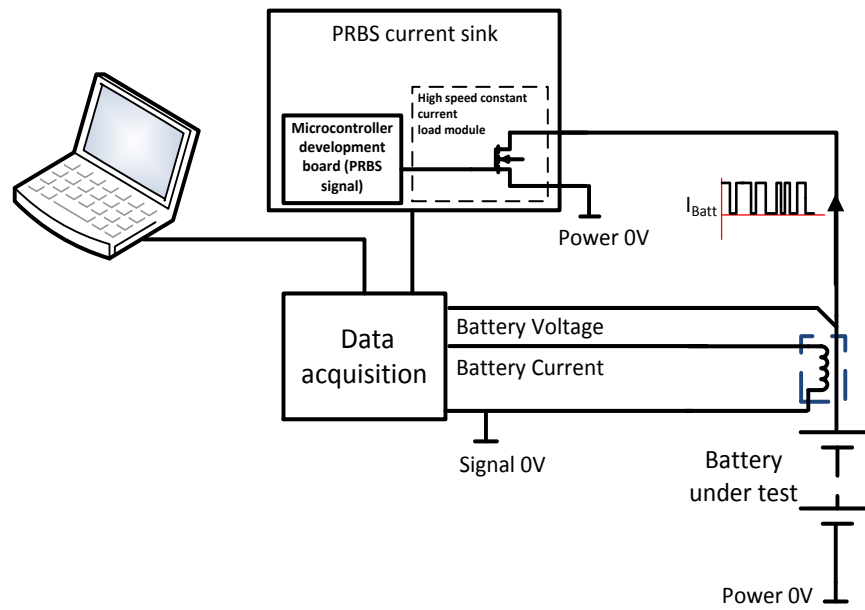 PRBS current sink
High speed constant
current
load module
Microcontroller
development
board (PRBS
signal)
Power 0V
I_Batt
Data
acquisition
Battery Voltage
Battery Current
Signal 0V
Battery
under test
Power 0V